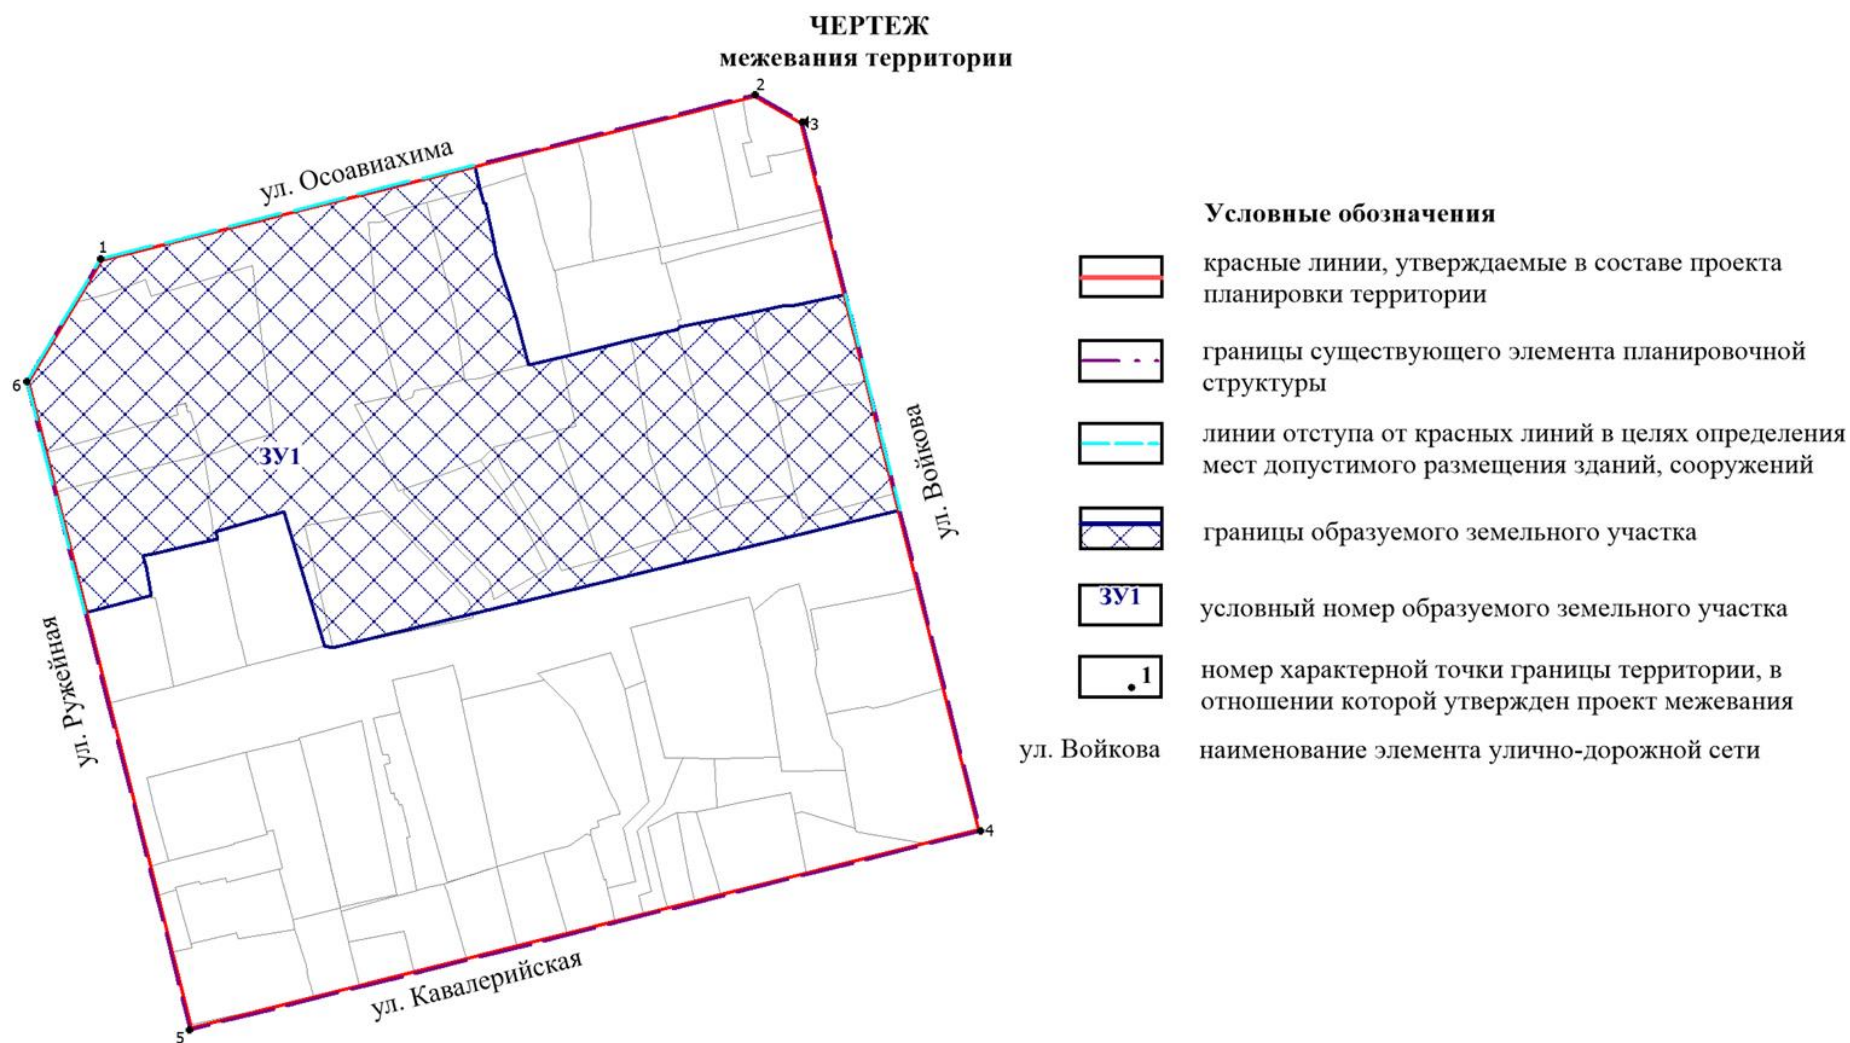 ЧЕРТЕЖ
межевания территории
2
3
ул. Осоавиахима
1
6
ЗУ1
ул. Войкова
ул. Ружейная
4
ул. Кавалерийская
5
Условные обозначения
красные линии, утверждаемые в составе проекта
планировки территории
границы существующего элемента планировочной
структуры
линии отступа от красных линий в целях определения
мест допустимого размещения зданий, сооружений
границы образуемого земельного участка
ЗУ1
условный номер образуемого земельного участка
1
номер характерной точки границы территории, в
отношении которой утвержден проект межевания
ул. Войкова
наименование элемента улично-дорожной сети